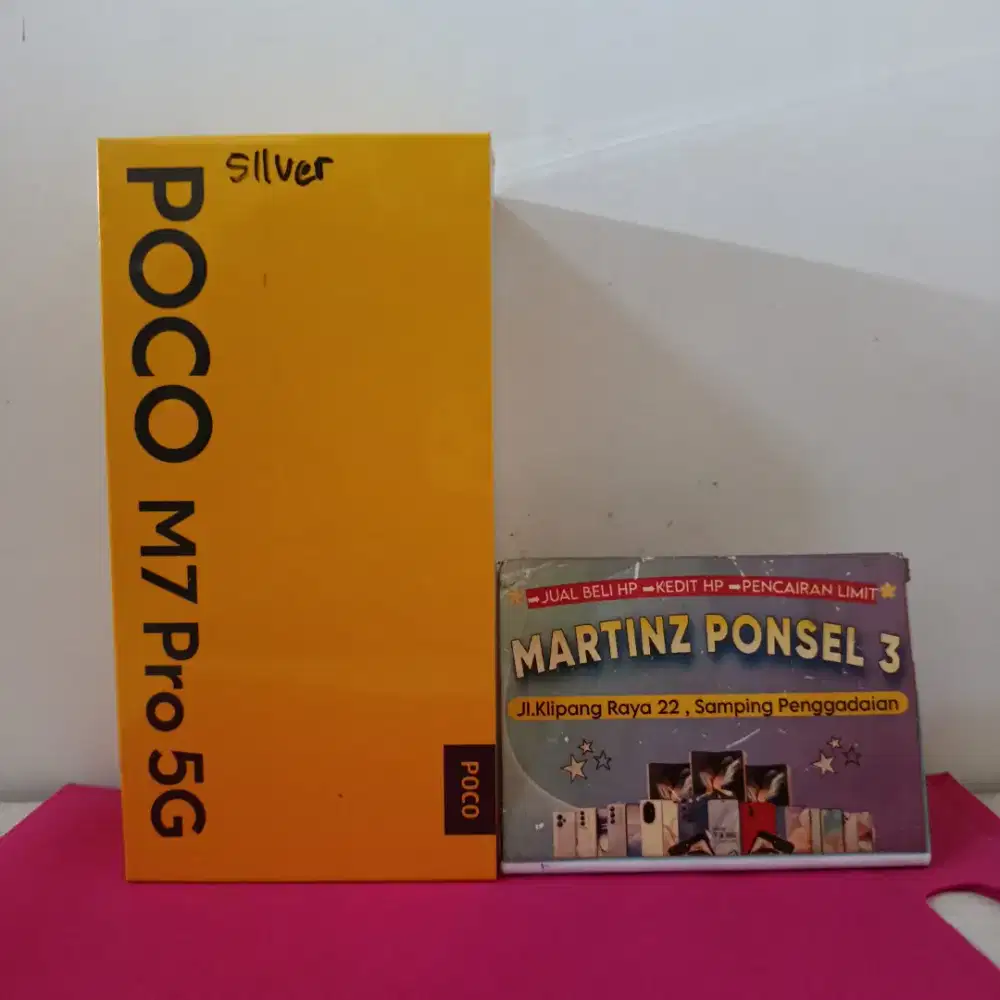 SIlver
POCO M7 Pro 5G
POCO
➡JUAL BELI HP ➡KEDIT HP ➡PENCAIRAN LIMIT
MARTINZ PONSEL 3
Jl.Klipang Raya 22 , Samping Penggadaian